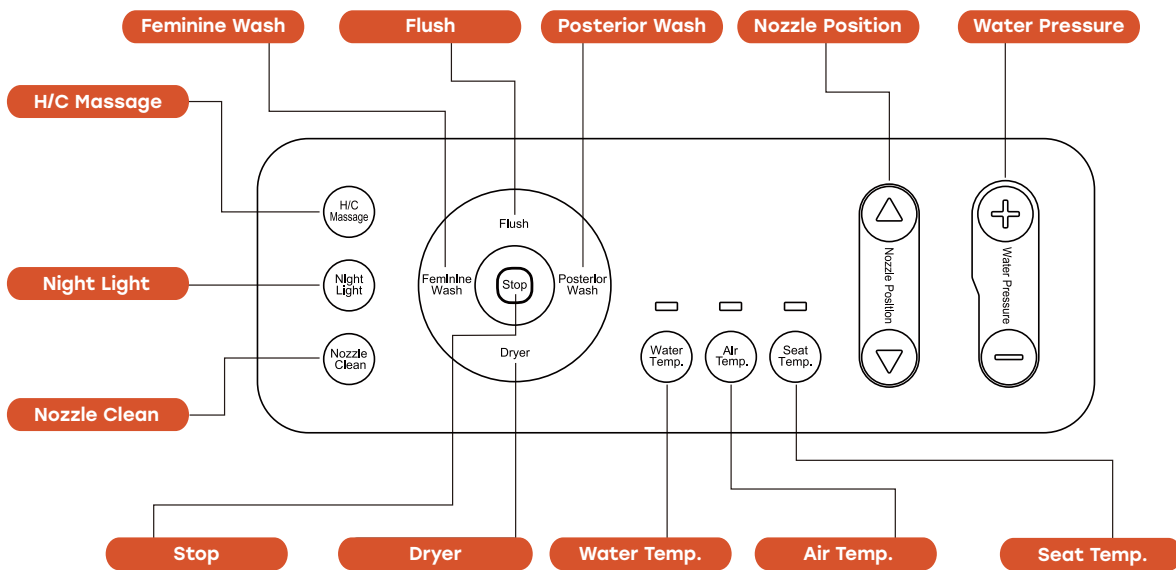 Feminine Wash
Flush
Posterior Wash
Nozzle Position
Water Pressure
H/C Massage
H/C
Massage
Flush
Night Light
Night
Light
Feminine
Wash
Stop
Posterior
Wash
Nozzle Position
Water Pressure
Nozzle
Clean
Dryer
Water
Temp.
Air
Temp.
Seat
Temp.
Nozzle Clean
Stop
Dryer
Water Temp.
Air Temp.
Seat Temp.